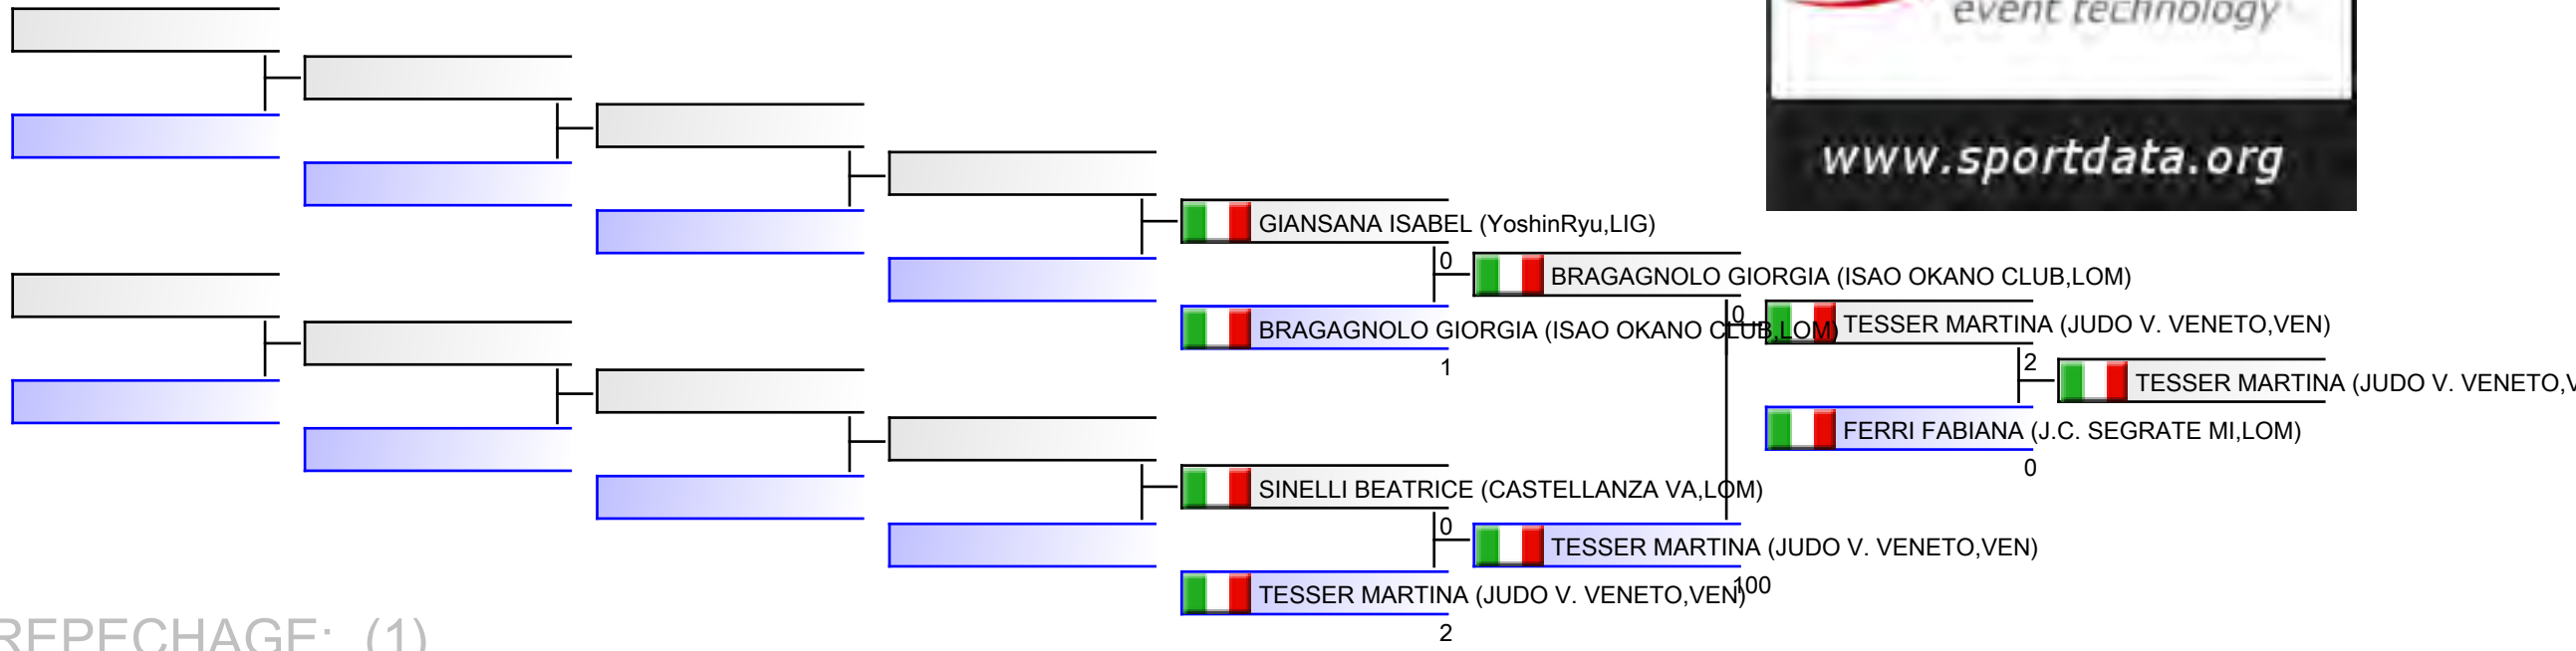 event technology
www.sportdata.org
GIANSANA ISABEL (YoshinRyu,LIG)
0
BRAGAGNOLO GIORGIA (ISAO OKANO CLUB,LOM)
BRAGAGNOLO GIORGIA (ISAO OKANO CLUB,LOM)
1
0
TESSER MARTINA (JUDO V. VENETO,VEN)
2
TESSER MARTINA (JUDO V. VENETO,V
FERRI FABIANA (J.C. SEGRATE MI,LOM)
0
SINELLI BEATRICE (CASTELLANZA VA,LOM)
0
TESSER MARTINA (JUDO V. VENETO,VEN)
100
TESSER MARTINA (JUDO V. VENETO,VEN)
2
REPECHAGE: (1)